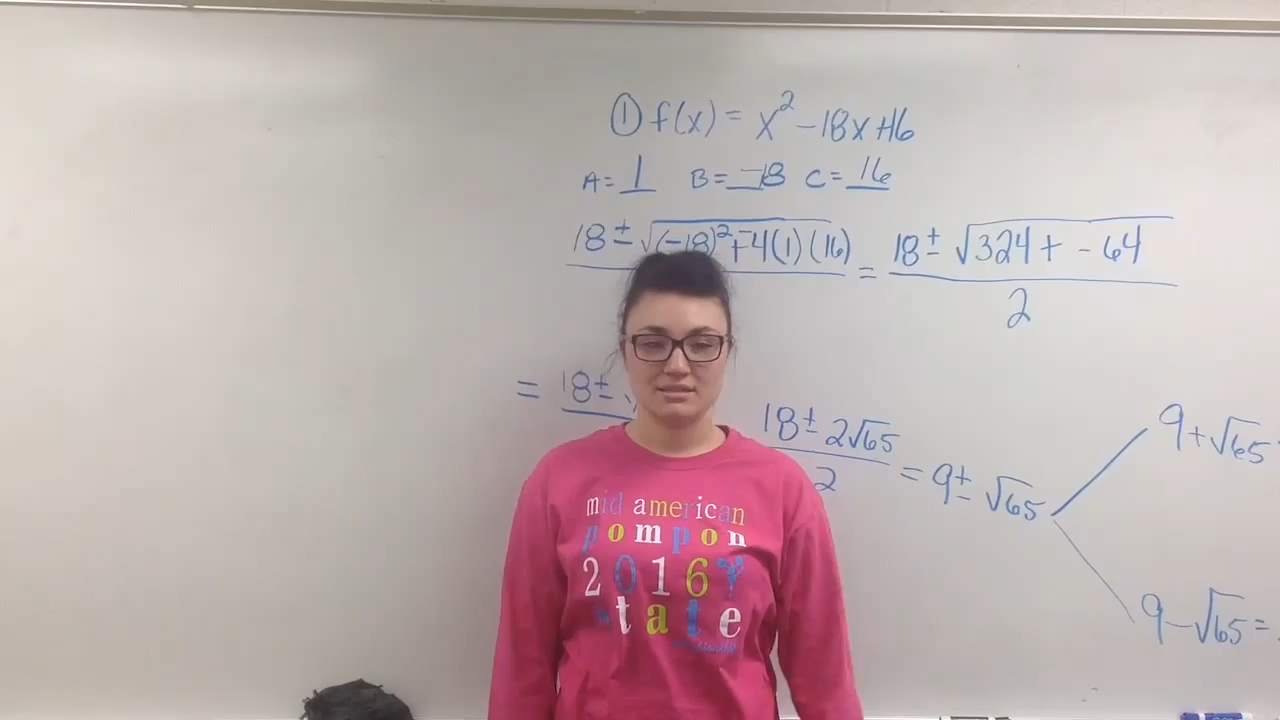 ① f(x) = x² -18x+16
A= 1 B= -18 C= 16
18 ± √(-18)²+-4(1)(16) = 18 ± √324 + - 64
2
= 18 ± √
18 ± 2√65
2
= 9 ± √65
9+√65
9-√65 =
mid american
pompon
2016
state